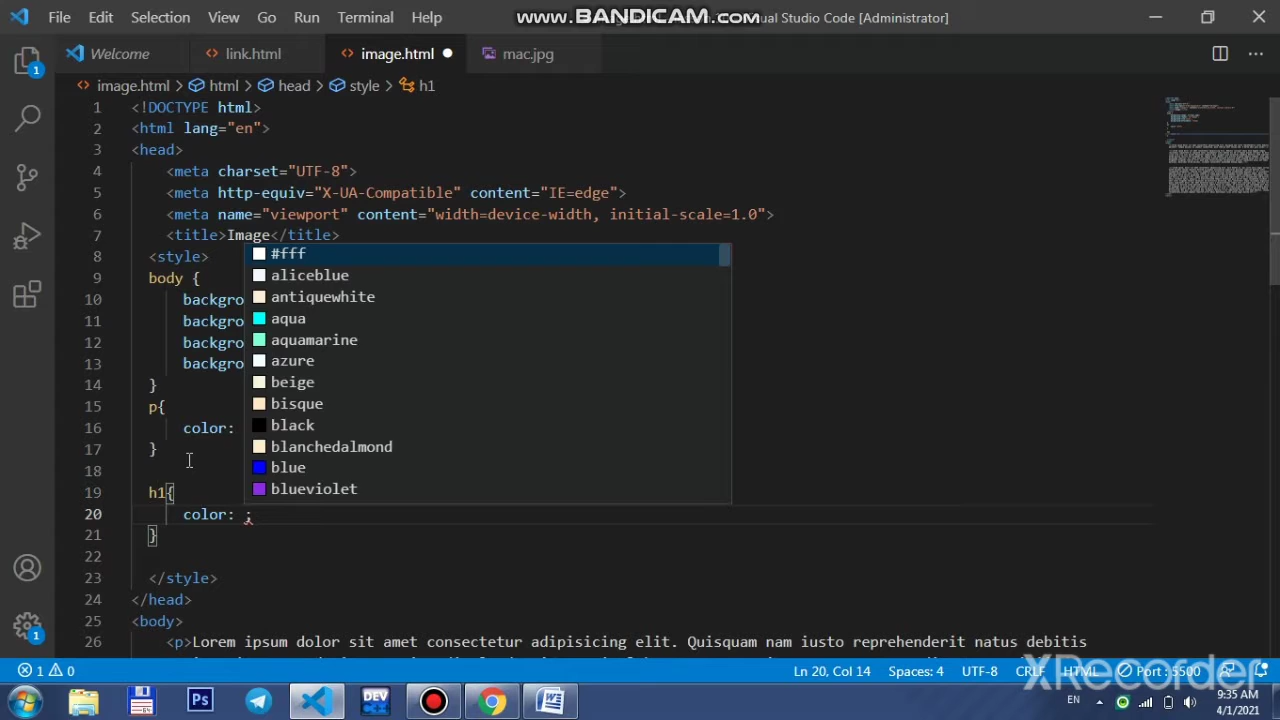 File Edit Selection View Go Run Terminal Help
www.BANDICAM.com
sual Studio Code [Administrator]
Welcome link.html image.html mac.jpg
1
image.html html head style h1
1 <!DOCTYPE html>
2 <html lang="en">
3 <head>
4 <meta charset="UTF-8">
5 <meta http-equiv="X-UA-Compatible" content="IE=edge">
6 <meta name="viewport" content="width=device-width, initial-scale=1.0">
7 <title>Image</title>
8 <style>
#fff
9 body {
aliceblue
10 backgro
antiquewhite
11 backgro
aqua
12 backgro
aquamarine
13 backgro
azure
14 }
beige
15 p{
bisque
16 color:
black
17 }
blanchedalmond
18
blue
19 h1{
blueviolet
20 color: ;
21 }
22
23 </style>
24 </head>
25 <body>
26 <p>Lorem ipsum dolor sit amet consectetur adipisicing elit. Quisquam nam iusto reprehenderit natus debitis
1
1 0 Ln 20, Col 14 Spaces: 4 UTF-8 CRLF HTML Port : 5500
XRecorder
Ps DEV EN 9:35 AM
4/1/2021